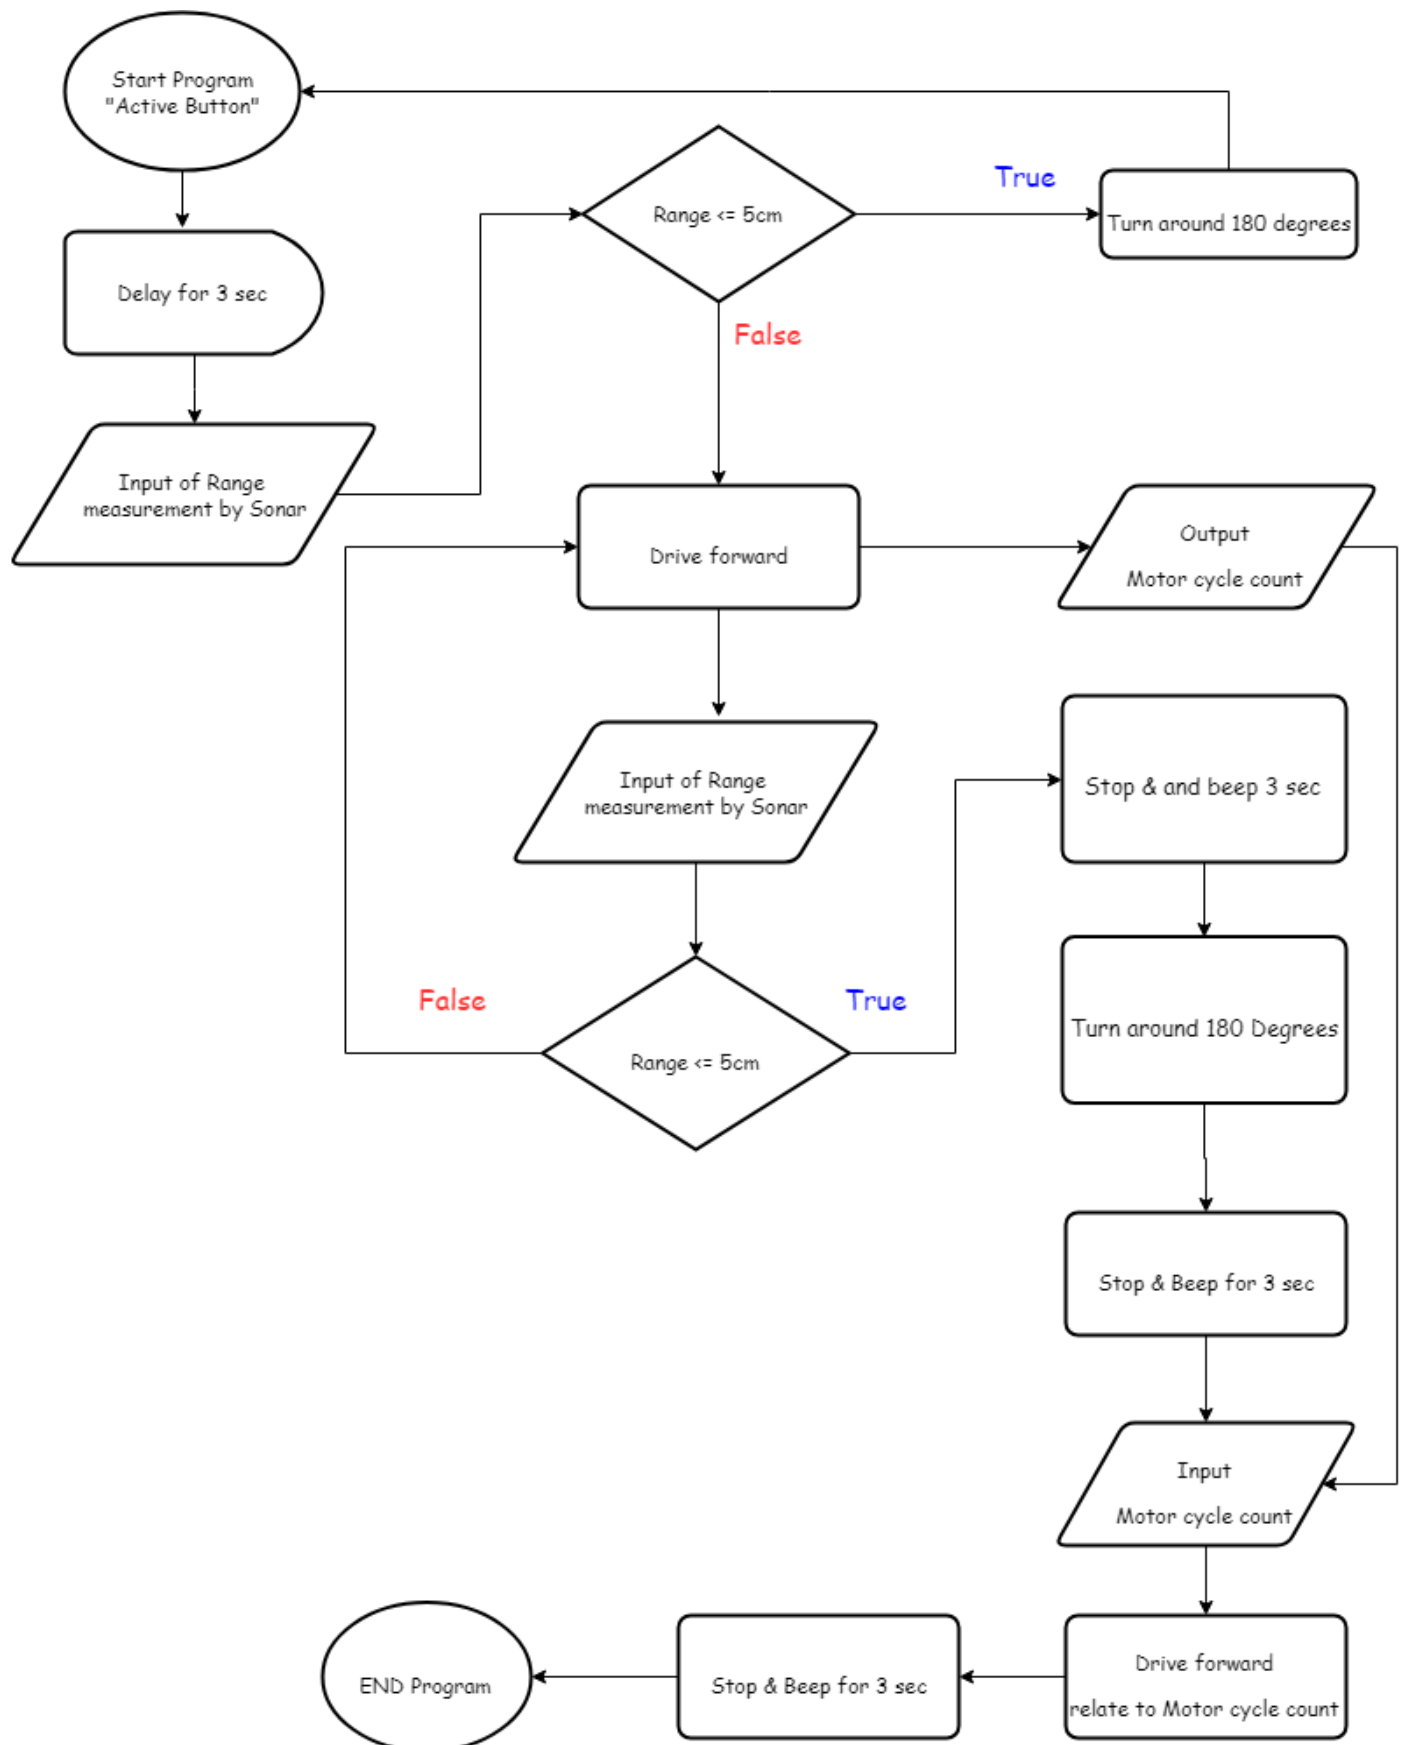 Start Program
"Active Button"
Delay for 3 sec
Input of Range
measurement by Sonar
Range <= 5cm
True
Turn around 180 degrees
False
Drive forward
Output
Motor cycle count
Input of Range
measurement by Sonar
Range <= 5cm
False
True
Stop & and beep 3 sec
Turn around 180 Degrees
Stop & Beep for 3 sec
Input
Motor cycle count
Drive forward
relate to Motor cycle count
Stop & Beep for 3 sec
END Program